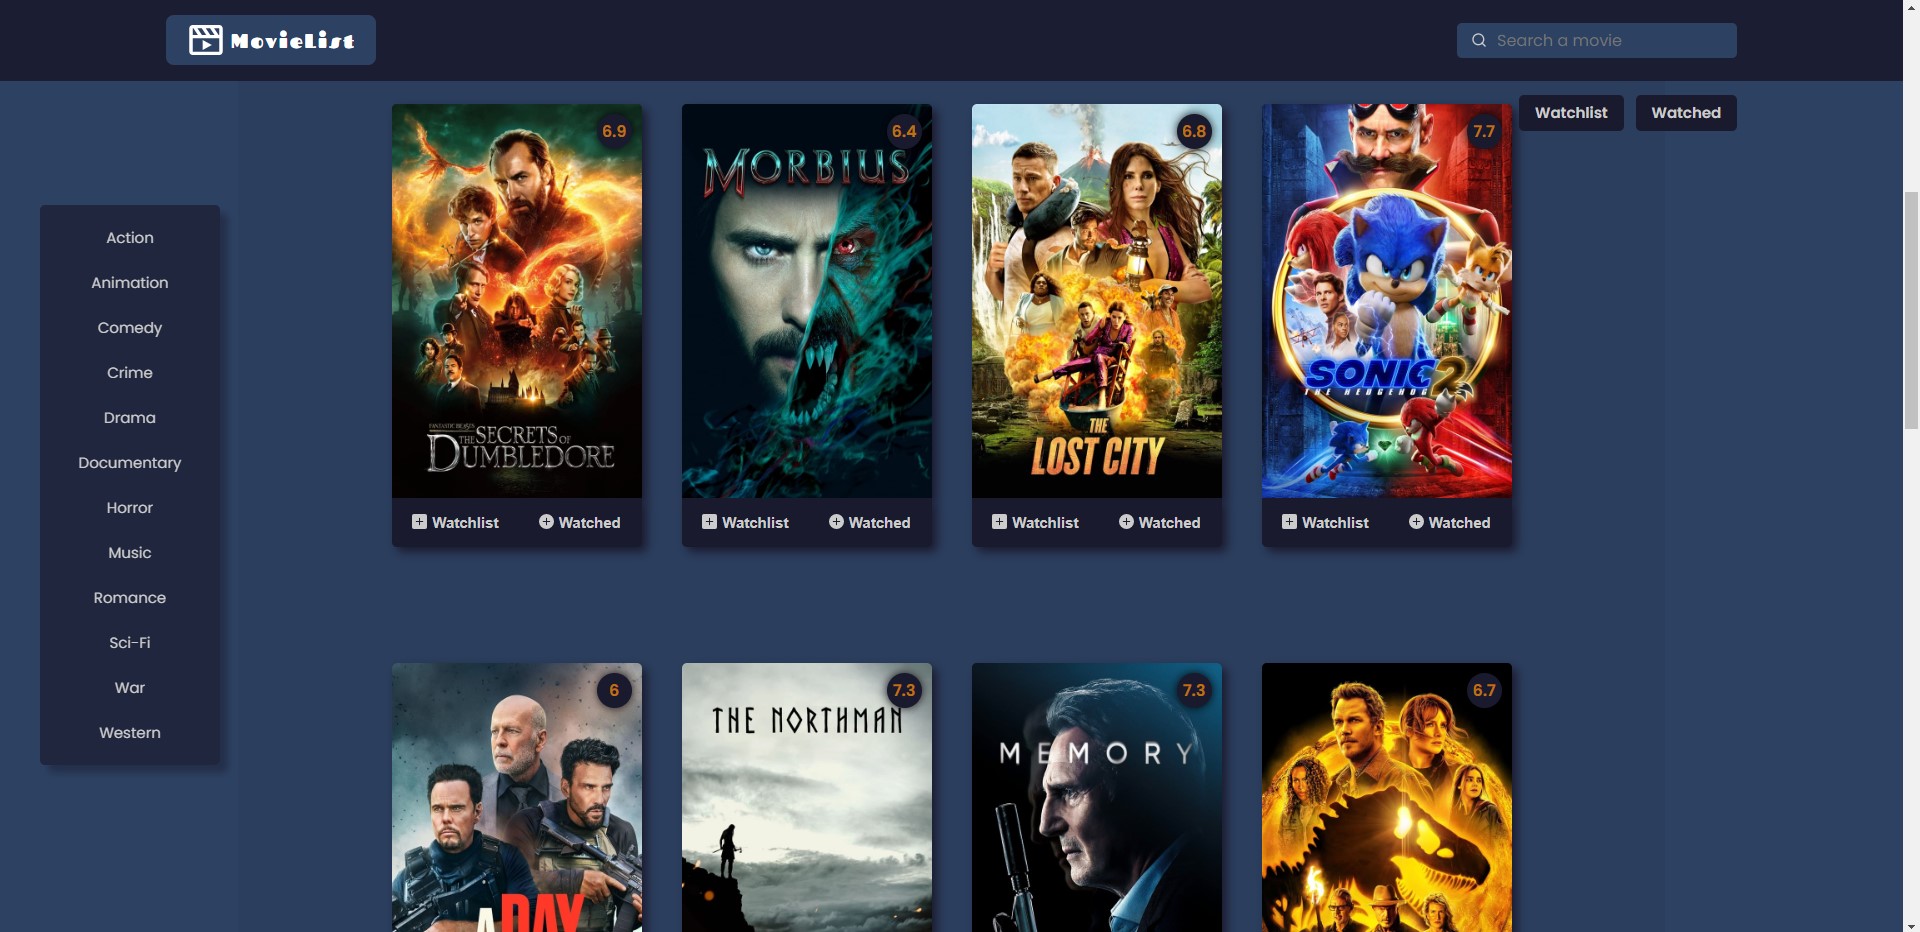 MovieList
Search a movie
Watchlist
Watched
Action
Animation
Comedy
Crime
Drama
Documentary
Horror
Music
Romance
Sci-Fi
War
Western
6.9
FANTASTIC BEASTS
THE SECRETS OF
DUMBLEDORE
Watchlist
Watched
6.4
MORBIUS
Watchlist
Watched
6.8
THE
LOST CITY
Watchlist
Watched
7.7
SONIC 2
THE HEDGEHOG
Watchlist
Watched
6
A DAY
7.3
THE NORTHMAN
7.3
MEMORY
6.7